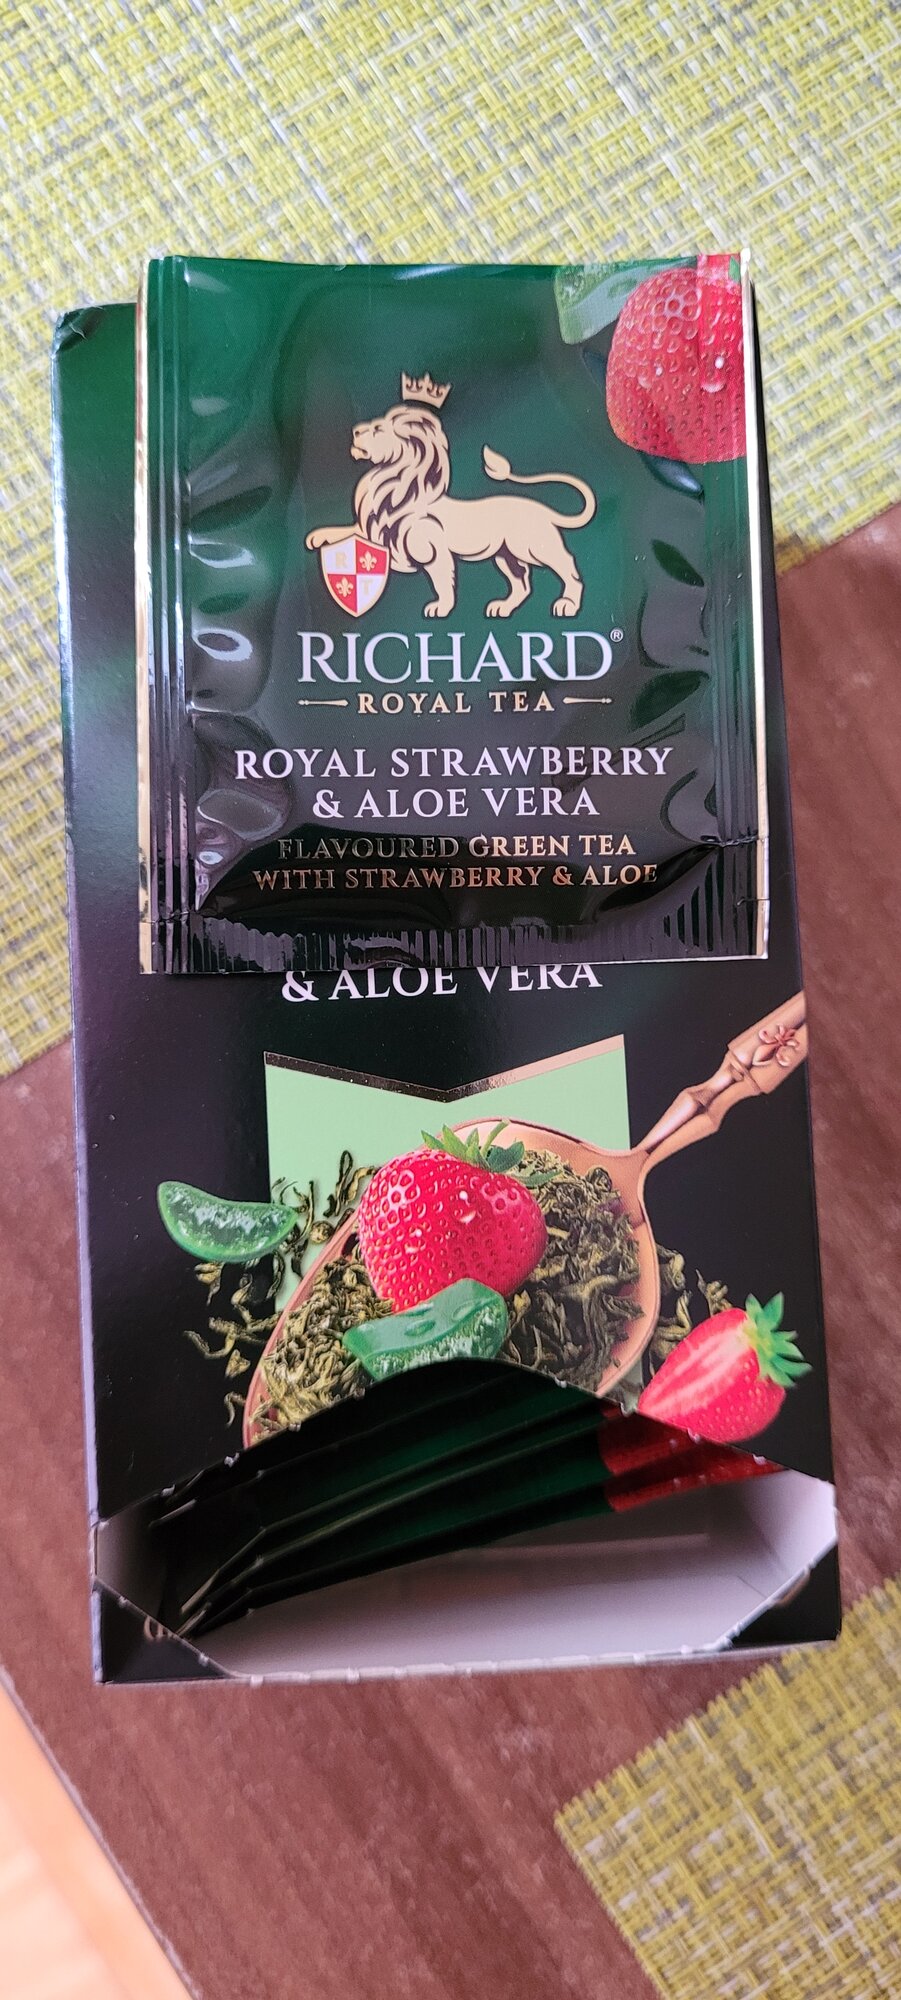 R
T
RICHARD®
ROYAL TEA
ROYAL STRAWBERRY
& ALOE VERA
FLAVOURED GREEN TEA
WITH STRAWBERRY & ALOE
& ALOE VERA